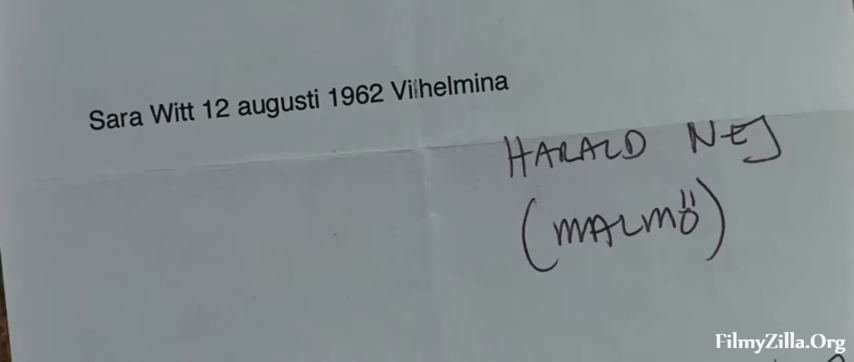 Sara Witt 12 augusti 1962 Vilhelmina
HARALD NEJ
(MALMÖ)
FilmyZilla.Org